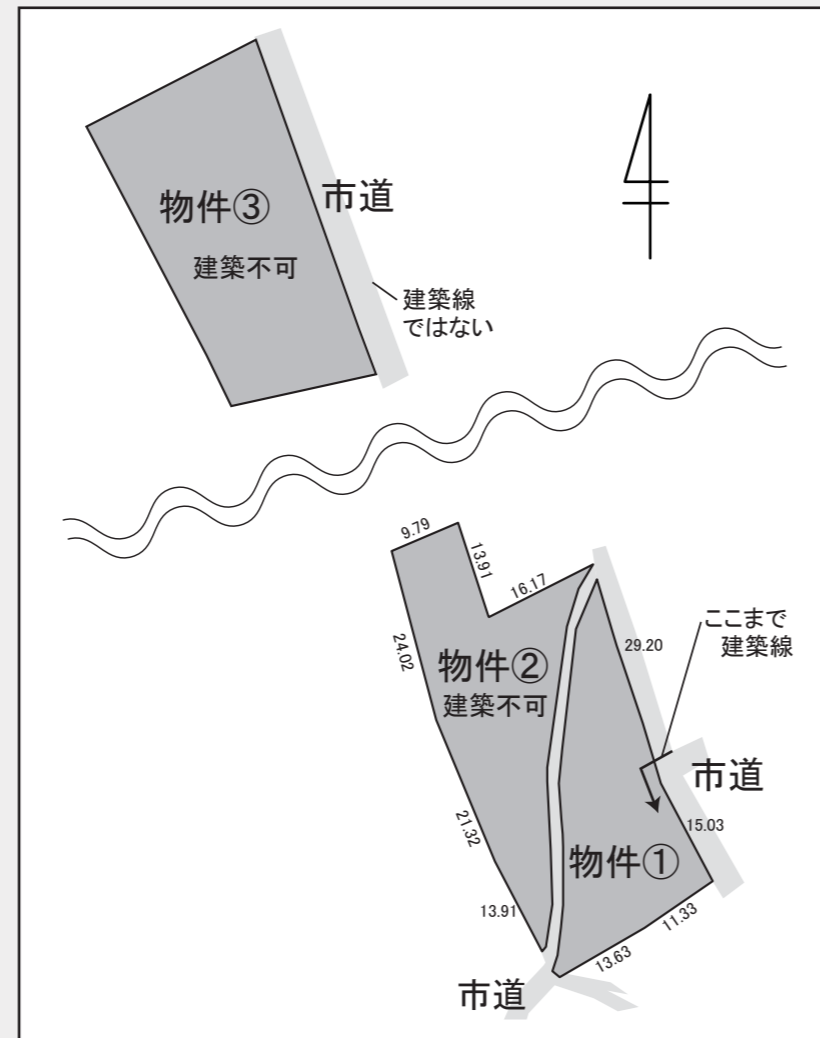 物件③
建築不可
市道
建築線
ではない
9.79
13.91
16.17
24.02
物件②
建築不可
29.20
ここまで
建築線
市道
21.32
15.03
物件①
13.91
11.33
13.63
市道